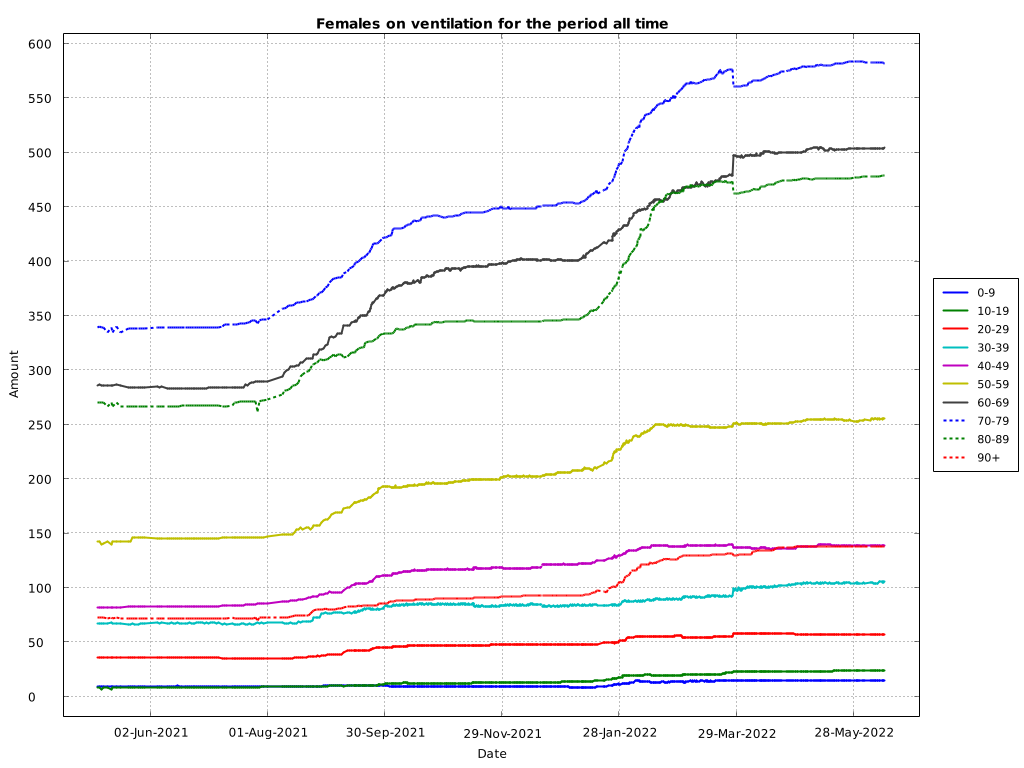 Females on ventilation for the period all time
600
550
500
450
400
350
300
250
200
150
100
50
0
Amount
02-Jun-2021
01-Aug-2021
30-Sep-2021
29-Nov-2021
28-Jan-2022
29-Mar-2022
28-May-2022
Date
0-9
10-19
20-29
30-39
40-49
50-59
60-69
70-79
80-89
90+